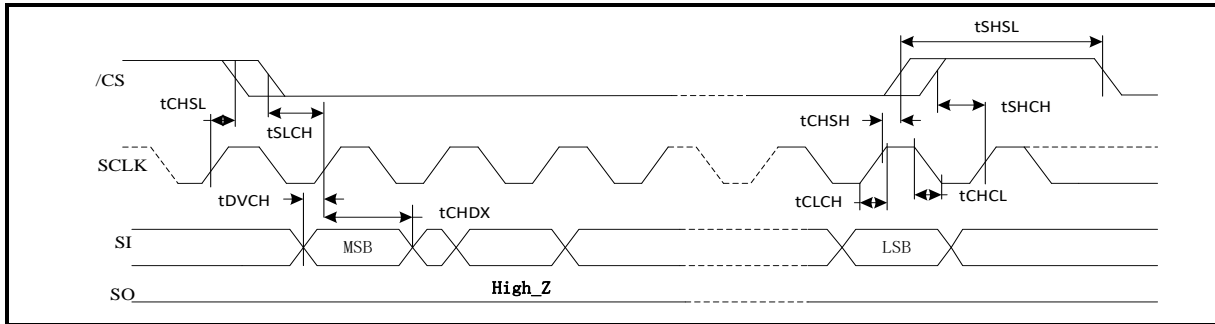 tSHSL
/CS
tCHSL
tSLCH
tCHSH
tSHCH
SCLK
tDVCH
tCHDX
tCLCH
tCHCL
SI
MSB
LSB
SO
High_Z